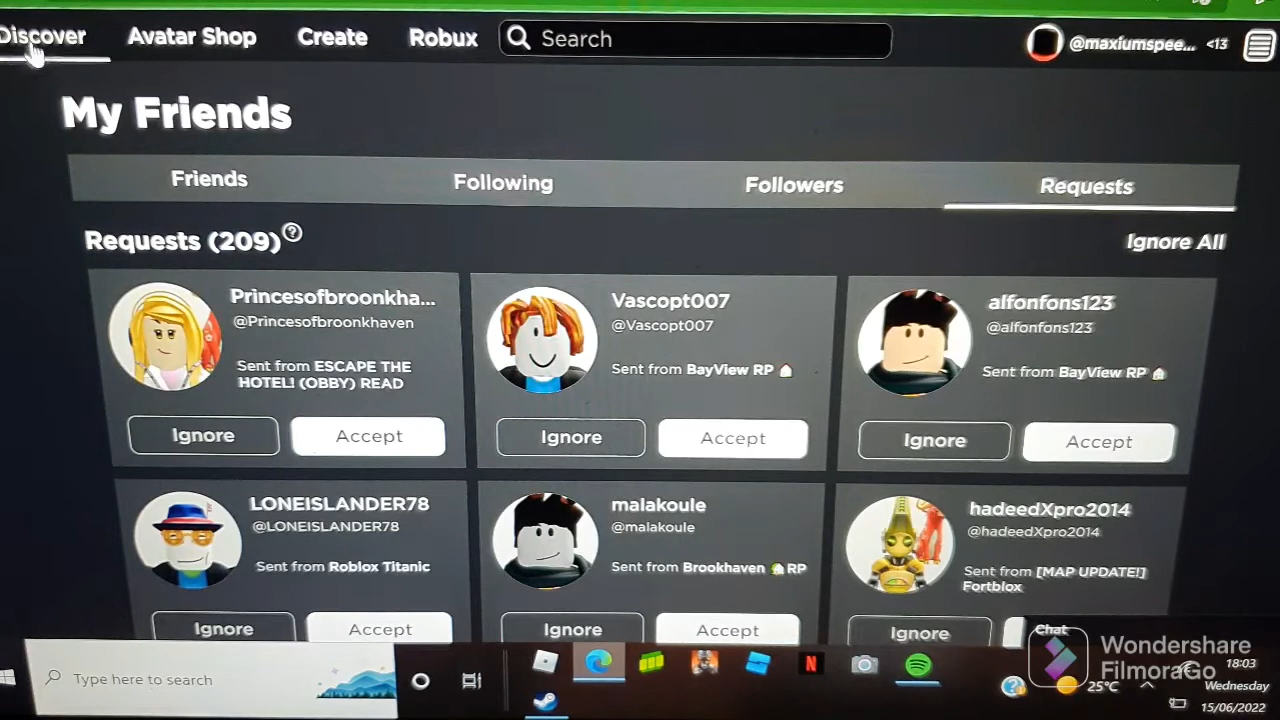 Discover Avatar Shop Create Robux Search @maxiumspee... <13
My Friends
Friends Following Followers Requests
Requests (209) ?
Ignore All
Princesofbroonkha...
@Princesofbroonkhaven
Sent from ESCAPE THE
HOTEL! (OBBY) READ
Ignore Accept
Vascopt007
@Vascopt007
Sent from BayView RP
Ignore Accept
alfonfons123
@alfonfons123
Sent from BayView RP
Ignore Accept
LONEISLANDER78
@LONEISLANDER78
Sent from Roblox Titanic
Ignore Accept
malakoule
@malakoule
Sent from Brookhaven RP
Ignore Accept
hadeedXpro2014
@hadeedXpro2014
Sent from [MAP UPDATE!]
Fortblox
Ignore
Chat
Wondershare
FilmoraGo
Type here to search
N
25°C
18:03
Wednesday
15/06/2022